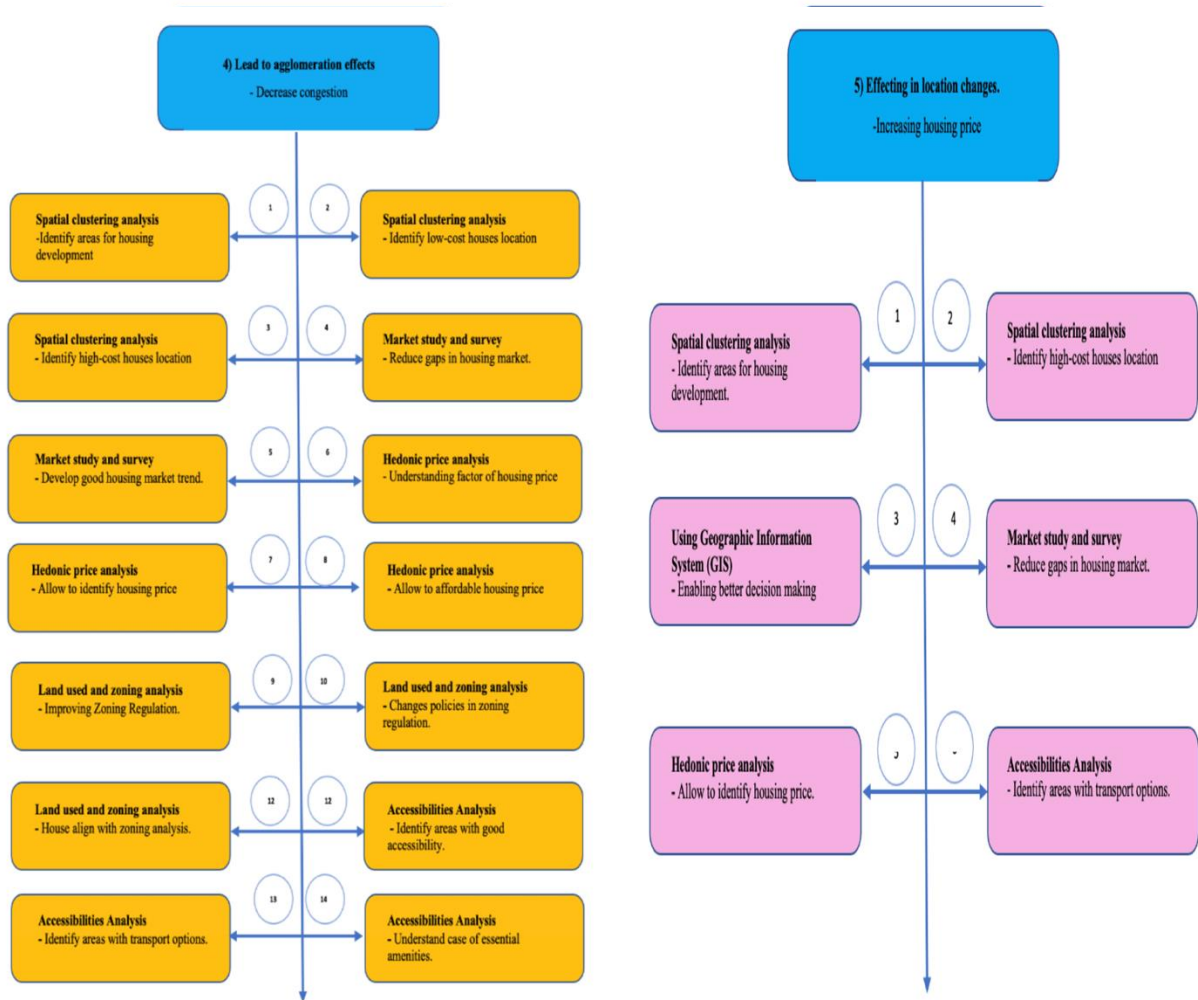 4) Lead to agglomeration effects
- Decrease congestion
1
2
Spatial clustering analysis
-Identify areas for housing
development
Spatial clustering analysis
- Identify low-cost houses location
3
4
Spatial clustering analysis
- Identify high-cost houses location
Market study and survey
- Reduce gaps in housing market.
5
6
Market study and survey
- Develop good housing market trend.
Hedonic price analysis
- Understanding factor of housing price
7
8
Hedonic price analysis
- Allow to identify housing price
Hedonic price analysis
- Allow to affordable housing price
9
10
Land used and zoning analysis
- Improving Zoning Regulation.
Land used and zoning analysis
- Changes policies in zoning
regulation.
12
12
Land used and zoning analysis
- House align with zoning analysis.
Accessibilities Analysis
- Identify areas with good
accessibility.
13
14
Accessibilities Analysis
- Identify areas with transport options.
Accessibilities Analysis
- Understand case of essential
amenities.
5) Effecting in location changes.
-Increasing housing price
1
2
Spatial clustering analysis
- Identify areas for housing
development.
Spatial clustering analysis
- Identify high-cost houses location
3
4
Using Geographic Information
System (GIS)
- Enabling better decision making
Market study and survey
- Reduce gaps in housing market.
Hedonic price analysis
- Allow to identify housing price.
Accessibilities Analysis
- Identify areas with transport options.